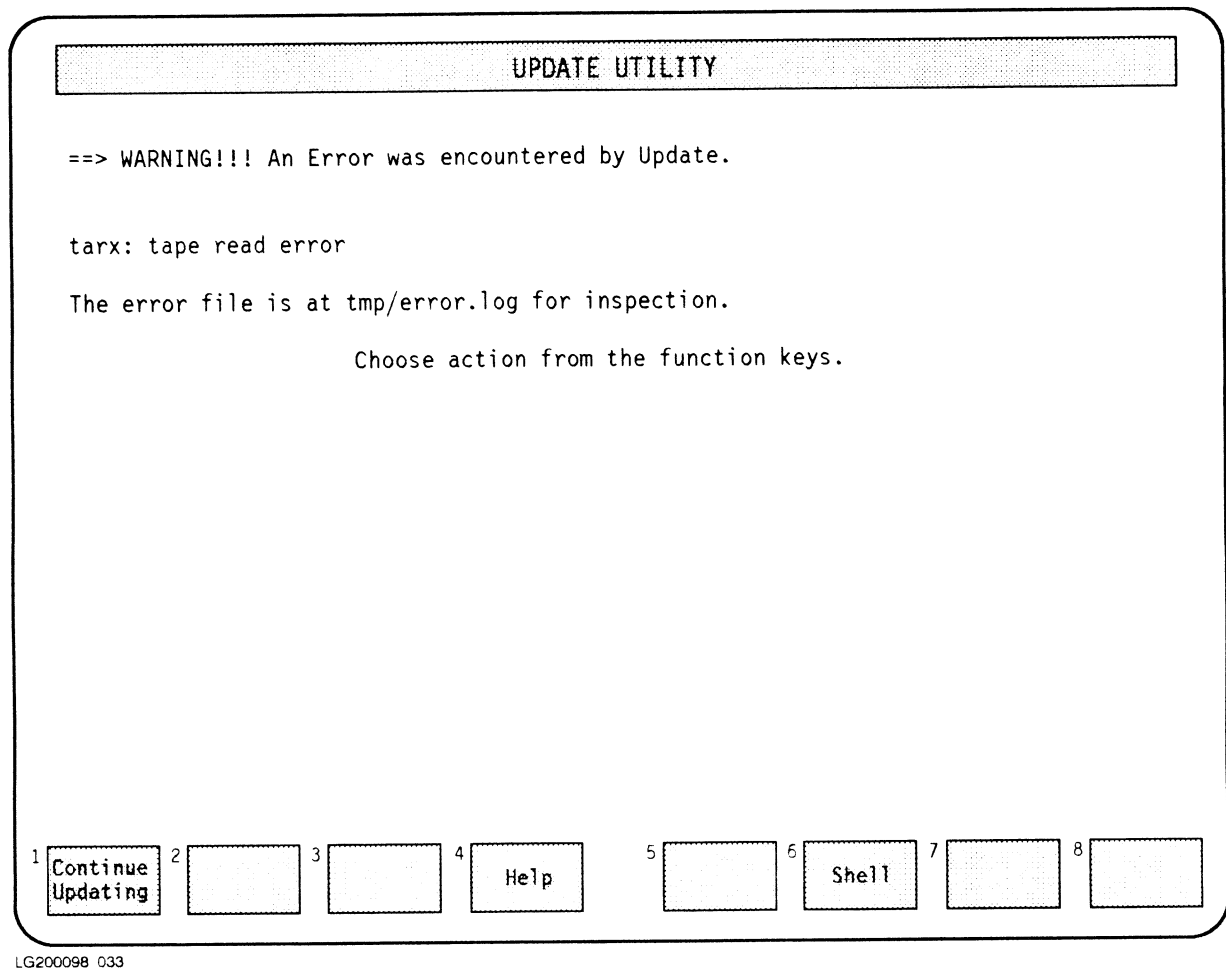 UPDATE UTILITY
==> WARNING!!! An Error was encountered by Update.
tarx: tape read error
The error file is at tmp/error.log for inspection.
Choose action from the function keys.
1 Continue Updating
2
3
4 Help
5
6 Shell
7
8
LG200098 033